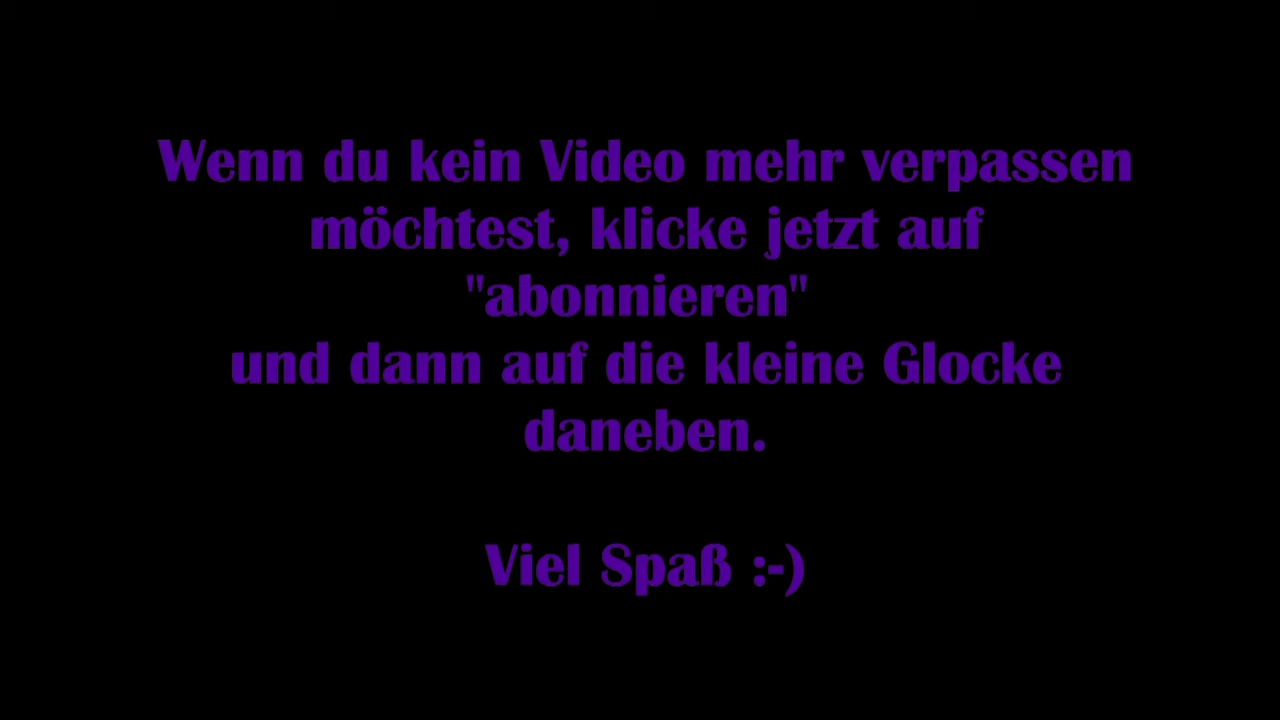 Wenn du kein Video mehr verpassen
möchtest, klicke jetzt auf
"abonnieren"
und dann auf die kleine Glocke
daneben.
Viel Spaß :-)